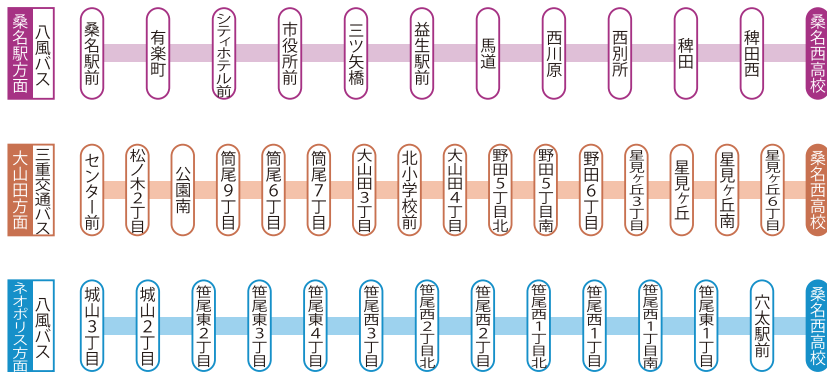 桑名駅方面
八風バス
桑名駅前
有楽町
シティホテル前
市役所前
三ツ矢橋
益生駅前
馬道
西川原
西別所
稗田
稗田西
桑名西高校
大山田方面
三重交通バス
センター前
松ノ木2丁目
公園南
筒尾9丁目
筒尾6丁目
筒尾7丁目
大山田3丁目
北小学校前
大山田4丁目
野田5丁目北
野田5丁目南
野田6丁目
星見ヶ丘3丁目
星見ヶ丘
星見ヶ丘南
星見ヶ丘6丁目
桑名西高校
ネオポリス方面
八風バス
城山3丁目
城山2丁目
笹尾東2丁目
笹尾東3丁目
笹尾東4丁目
笹尾西3丁目
笹尾西2丁目北
笹尾西2丁目
笹尾西1丁目北
笹尾西1丁目
笹尾西1丁目南
笹尾東1丁目
穴太駅前
桑名西高校